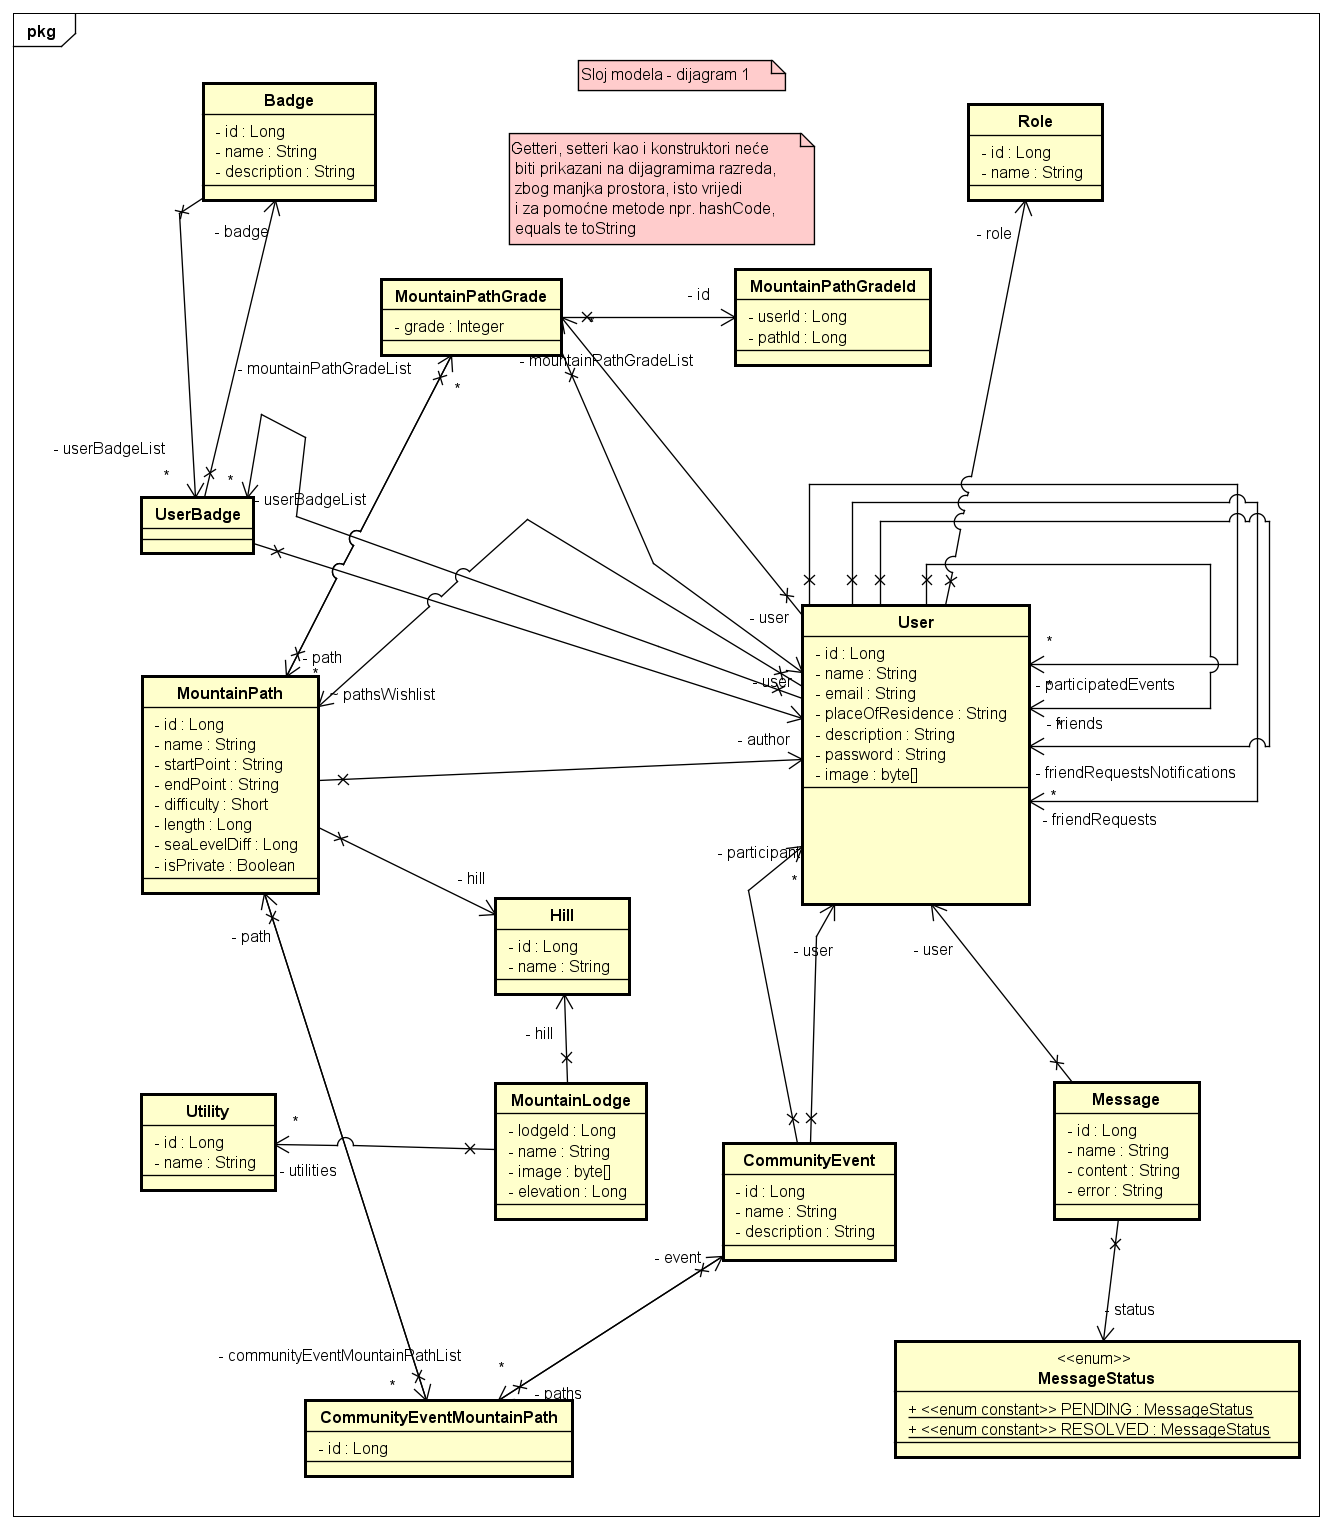 pkg
Sloj modela - dijagram 1
Badge
- id : Long
- name : String
- description : String
Role
- id : Long
- name : String
Getteri, setteri kao i konstruktori neće
biti prikazani na dijagramima razreda,
zbog manjka prostora, isto vrijedi
i za pomoćne metode npr. hashCode,
equals te toString
- badge
- role
MountainPathGrade
- grade : Integer
- id
*
MountainPathGradeId
- userId : Long
- pathId : Long
- mountainPathGradeList
*
- mountainPathGradeList
- userBadgeList
*
*
- userBadgeList
UserBadge
- user
- user
User
- id : Long
- name : String
- email : String
- placeOfResidence : String
- description : String
- password : String
- image : byte[]
*
- participatedEvents
*
- friends
*
- friendRequestsNotifications
*
- friendRequests
- path
*
- pathsWishlist
MountainPath
- id : Long
- name : String
- startPoint : String
- endPoint : String
- difficulty : Short
- length : Long
- seaLevelDiff : Long
- isPrivate : Boolean
- author
- participant
*
- hill
- path
Hill
- id : Long
- name : String
- user
- user
- hill
Utility
- id : Long
- name : String
*
- utilities
MountainLodge
- lodgeId : Long
- name : String
- image : byte[]
- elevation : Long
CommunityEvent
- id : Long
- name : String
- description : String
Message
- id : Long
- name : String
- content : String
- error : String
- event
- status
- communityEventMountainPathList
*
*
- paths
CommunityEventMountainPath
- id : Long
<<enum>>
MessageStatus
+ <<enum constant>> PENDING : MessageStatus
+ <<enum constant>> RESOLVED : MessageStatus